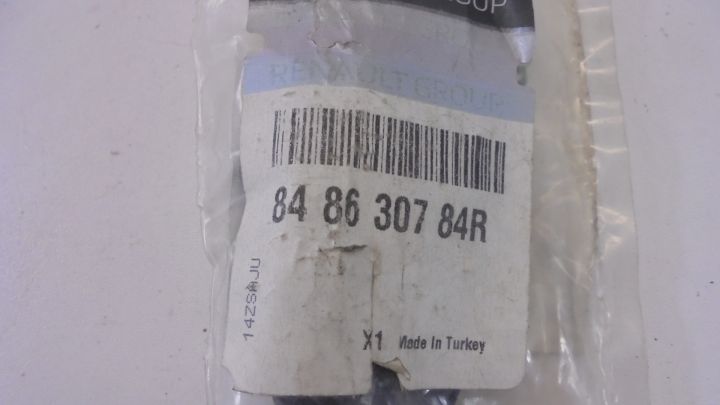 RENAULT GROUP
84 86 307 84R
14ZSAJU
X1 Made In Turkey